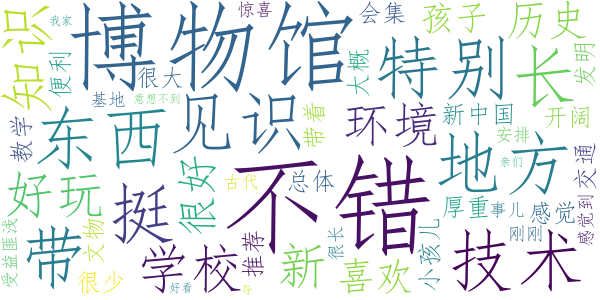 我家
惊喜
会集
孩子
历史
知识
便利
博物馆
很大
大概
特别
长
发明
基地
意想不到
带着
新中国
开阔
教学
东西
见识
环境
安排
地方
亲们
交通
好玩
挺
很好
古代
总体
不错
厚重
事儿
感觉
感觉到
受益匪浅
带
文物
学校
推荐
新
很长
喜欢
小孩儿
刚刚
技术
很少
好看
导